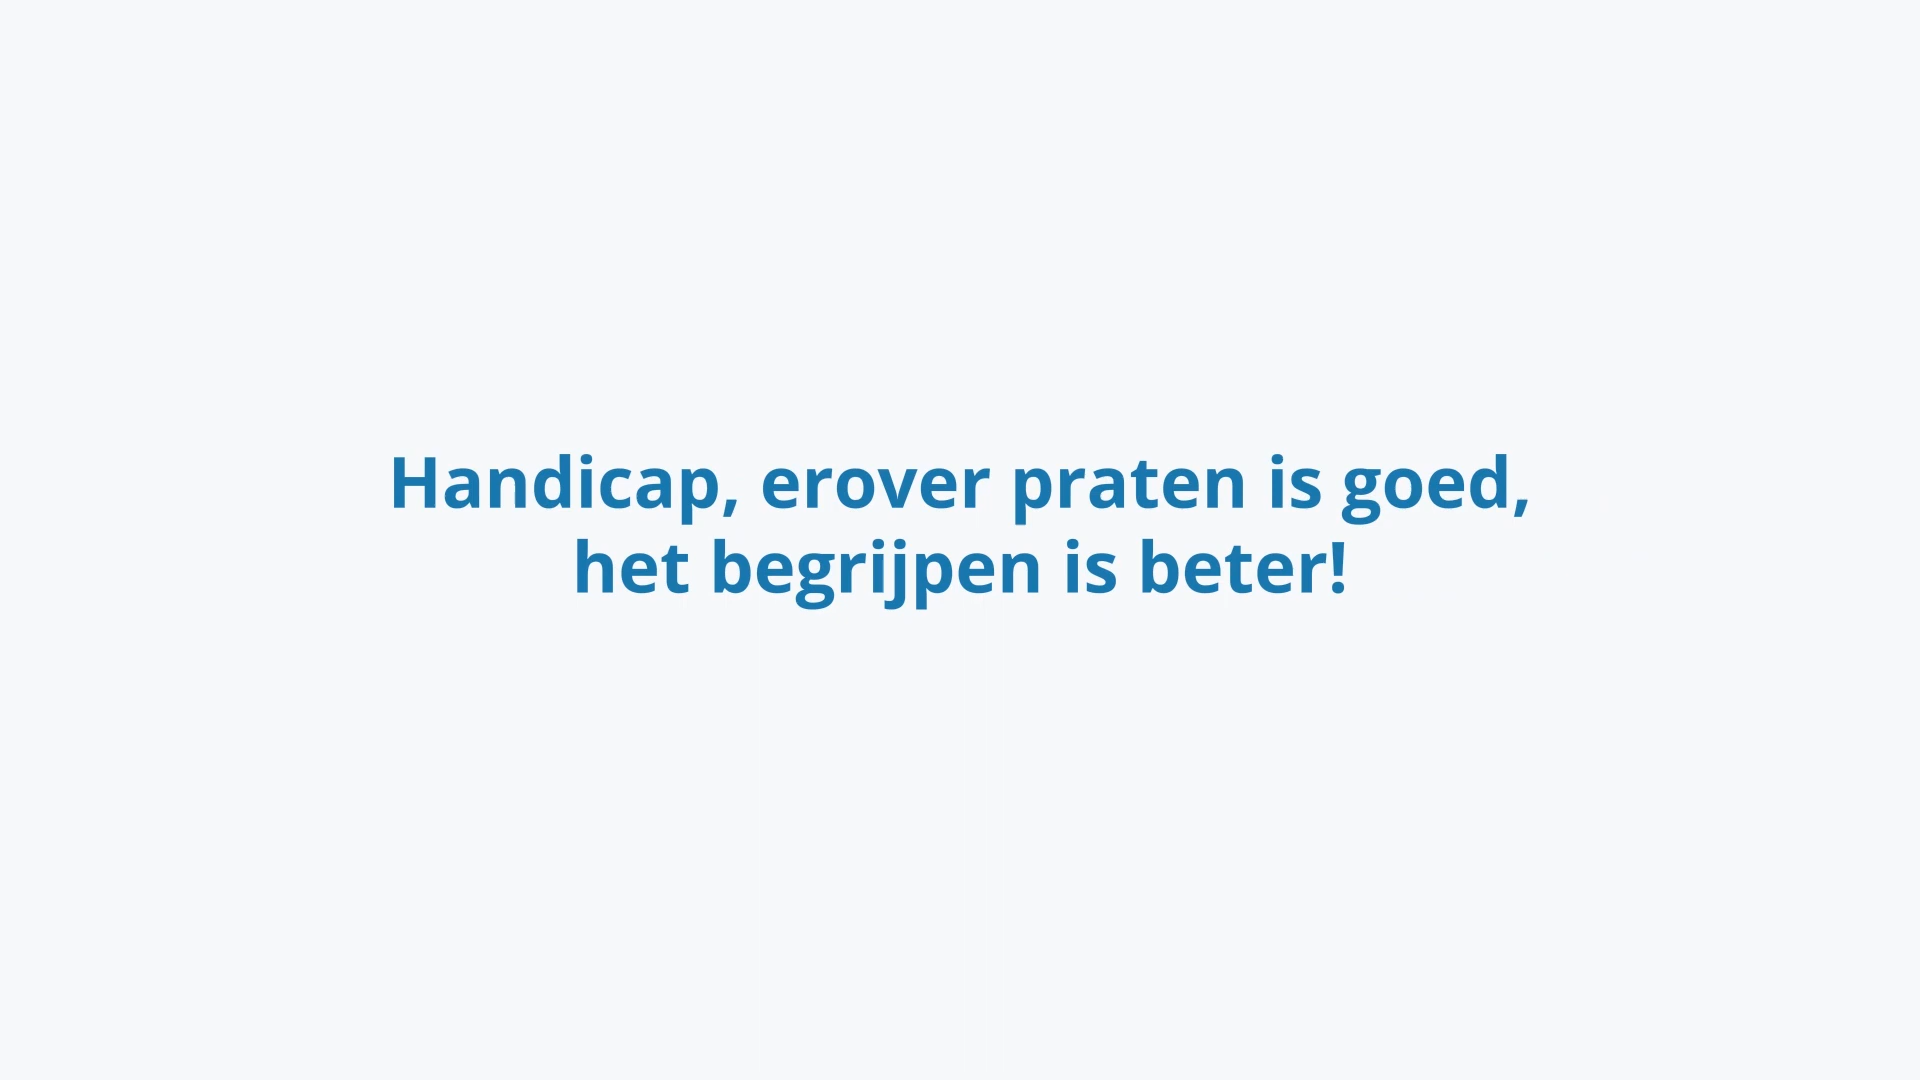 Handicap, erover praten is goed,
het begrijpen is beter!